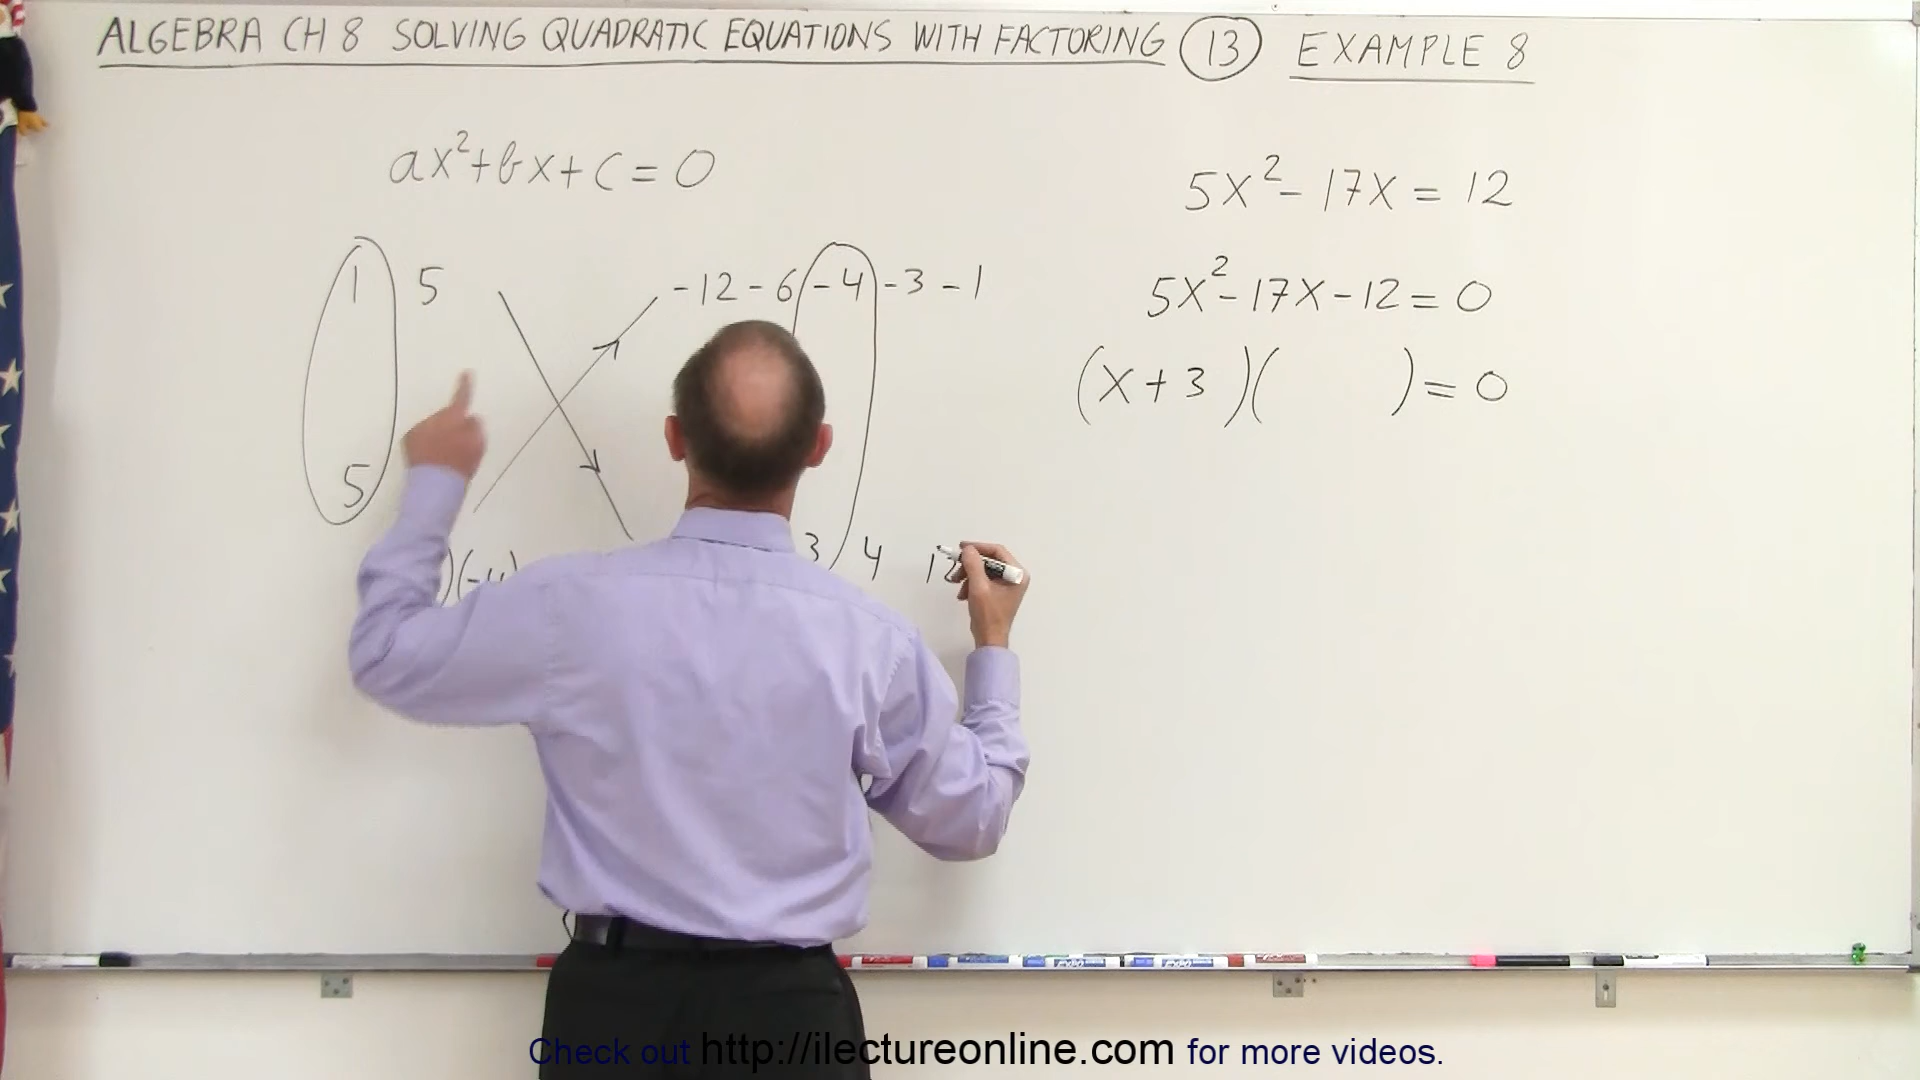 ALGEBRA CH 8 SOLVING QUADRATIC EQUATIONS WITH FACTORING 13 EXAMPLE 8
ax²+bx+c=0
5x²-17x=12
1 5 -12 -6 -4 -3 -1
5x²-17x-12=0
(x+3)( )=0
5
3 4 12
)(-4)
Check out http://ilectureonline.com for more videos.